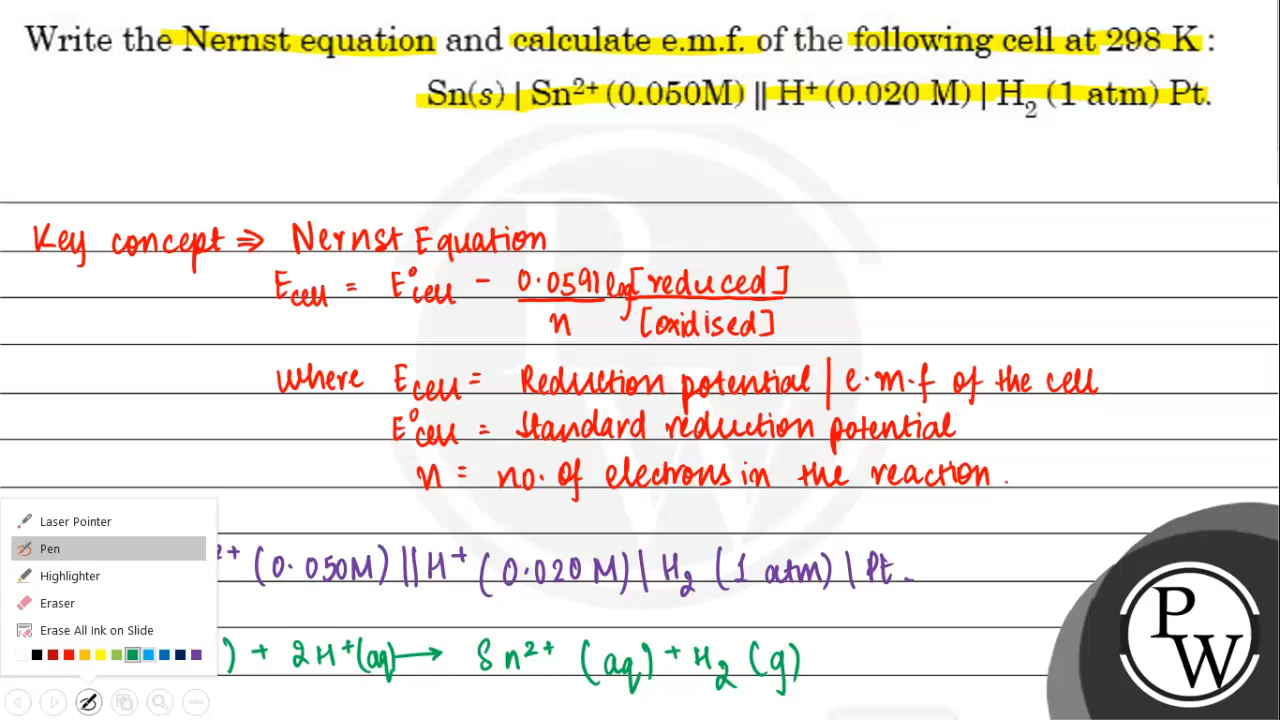 Write the Nernst equation and calculate e.m.f. of the following cell at 298 K :
Sn(s) | Sn²⁺ (0.050M) || H⁺ (0.020 M) | H₂ (1 atm) Pt.
Key concept ⇒ Nernst Equation
E cell = E° cell - 0.0591 log [reduced]
n [oxidised]
where E cell = Reduction potential | e.m.f of the cell
E° cell = Standard reduction potential
n = no. of electrons in the reaction.
Laser Pointer
Pen
Highlighter
Eraser
Erase All Ink on Slide
²⁺ (0.050M) || H⁺ (0.020 M) | H₂ (1 atm) | Pt.
) + 2H⁺(aq) → Sn²⁺ (aq) + H₂ (g)
P
W